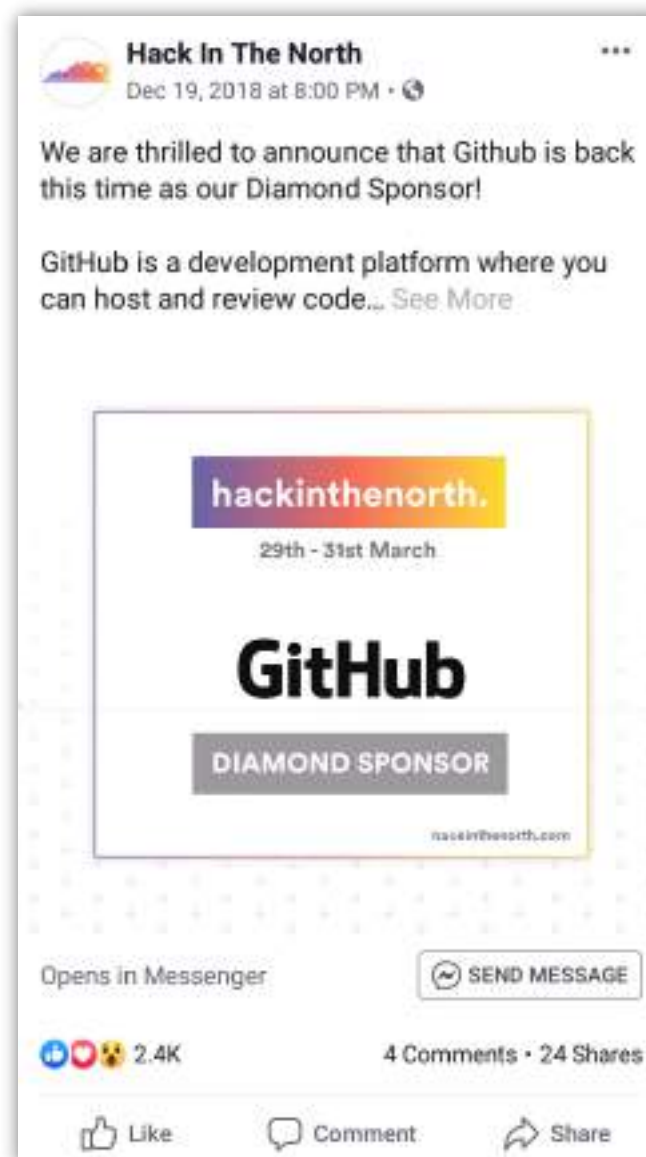 Hack In The North
Dec 19, 2018 at 8:00 PM •
We are thrilled to announce that Github is back
this time as our Diamond Sponsor!
GitHub is a development platform where you
can host and review code... See More
hackinthenorth.
29th - 31st March
GitHub
DIAMOND SPONSOR
hackinthenorth.com
Opens in Messenger
SEND MESSAGE
2.4K
4 Comments • 24 Shares
Like
Comment
Share